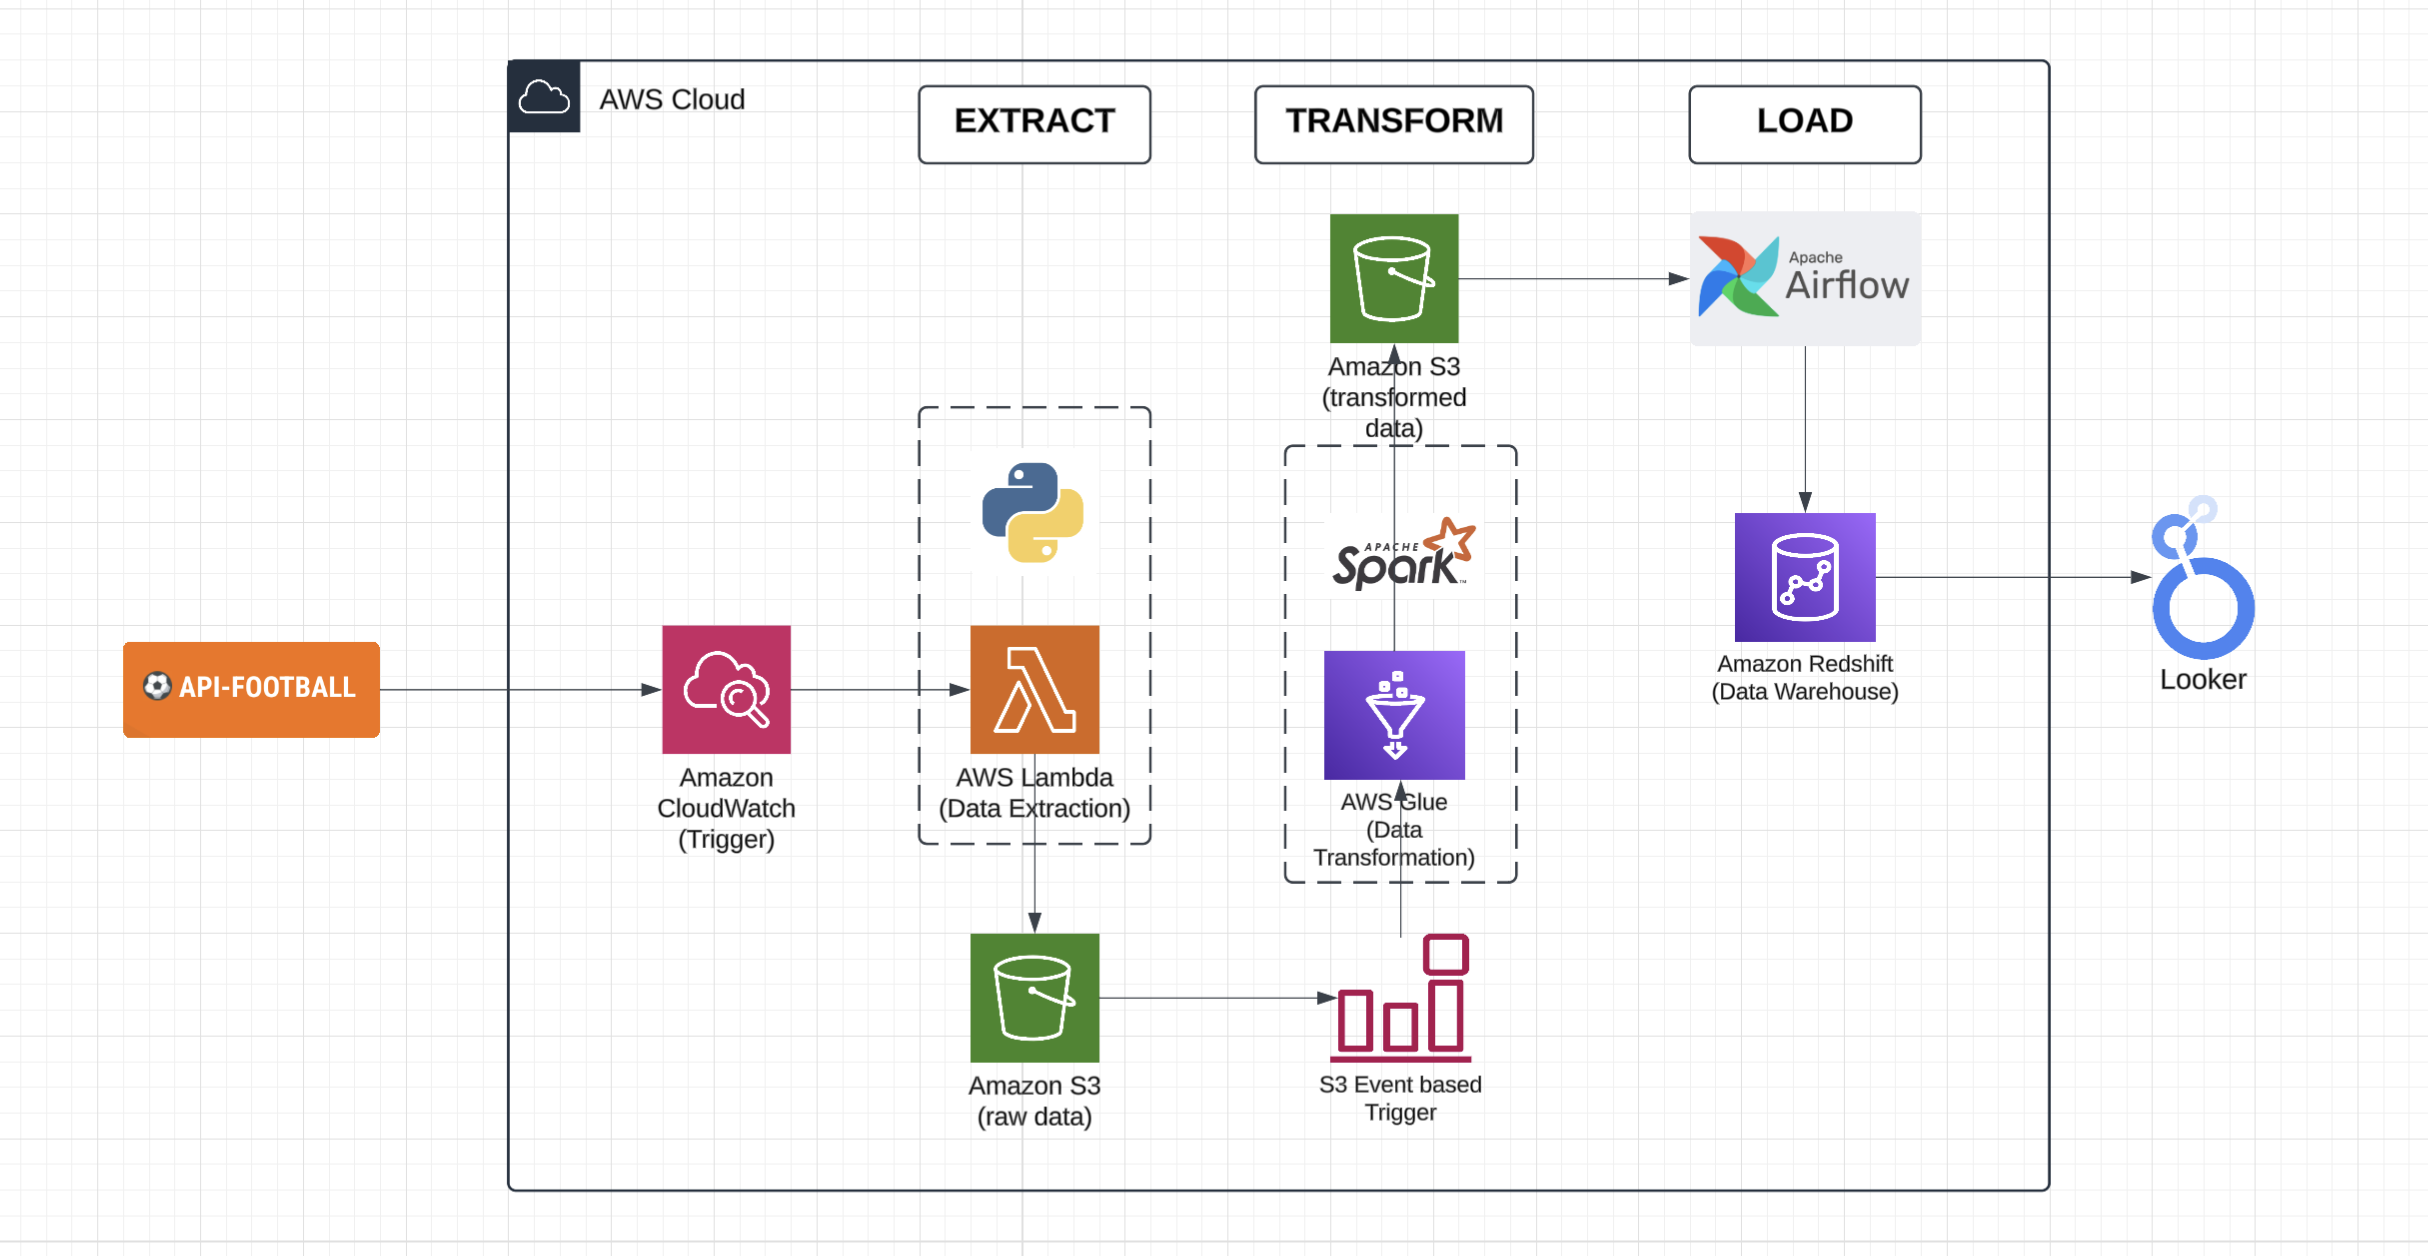 AWS Cloud
EXTRACT
TRANSFORM
LOAD
Apache
Airflow
Amazon S3
(transformed
data)
APACHE
Spark™
API-FOOTBALL
Amazon
CloudWatch
(Trigger)
AWS Lambda
(Data Extraction)
AWS Glue
(Data
Transformation)
Amazon Redshift
(Data Warehouse)
Looker
Amazon S3
(raw data)
S3 Event based
Trigger